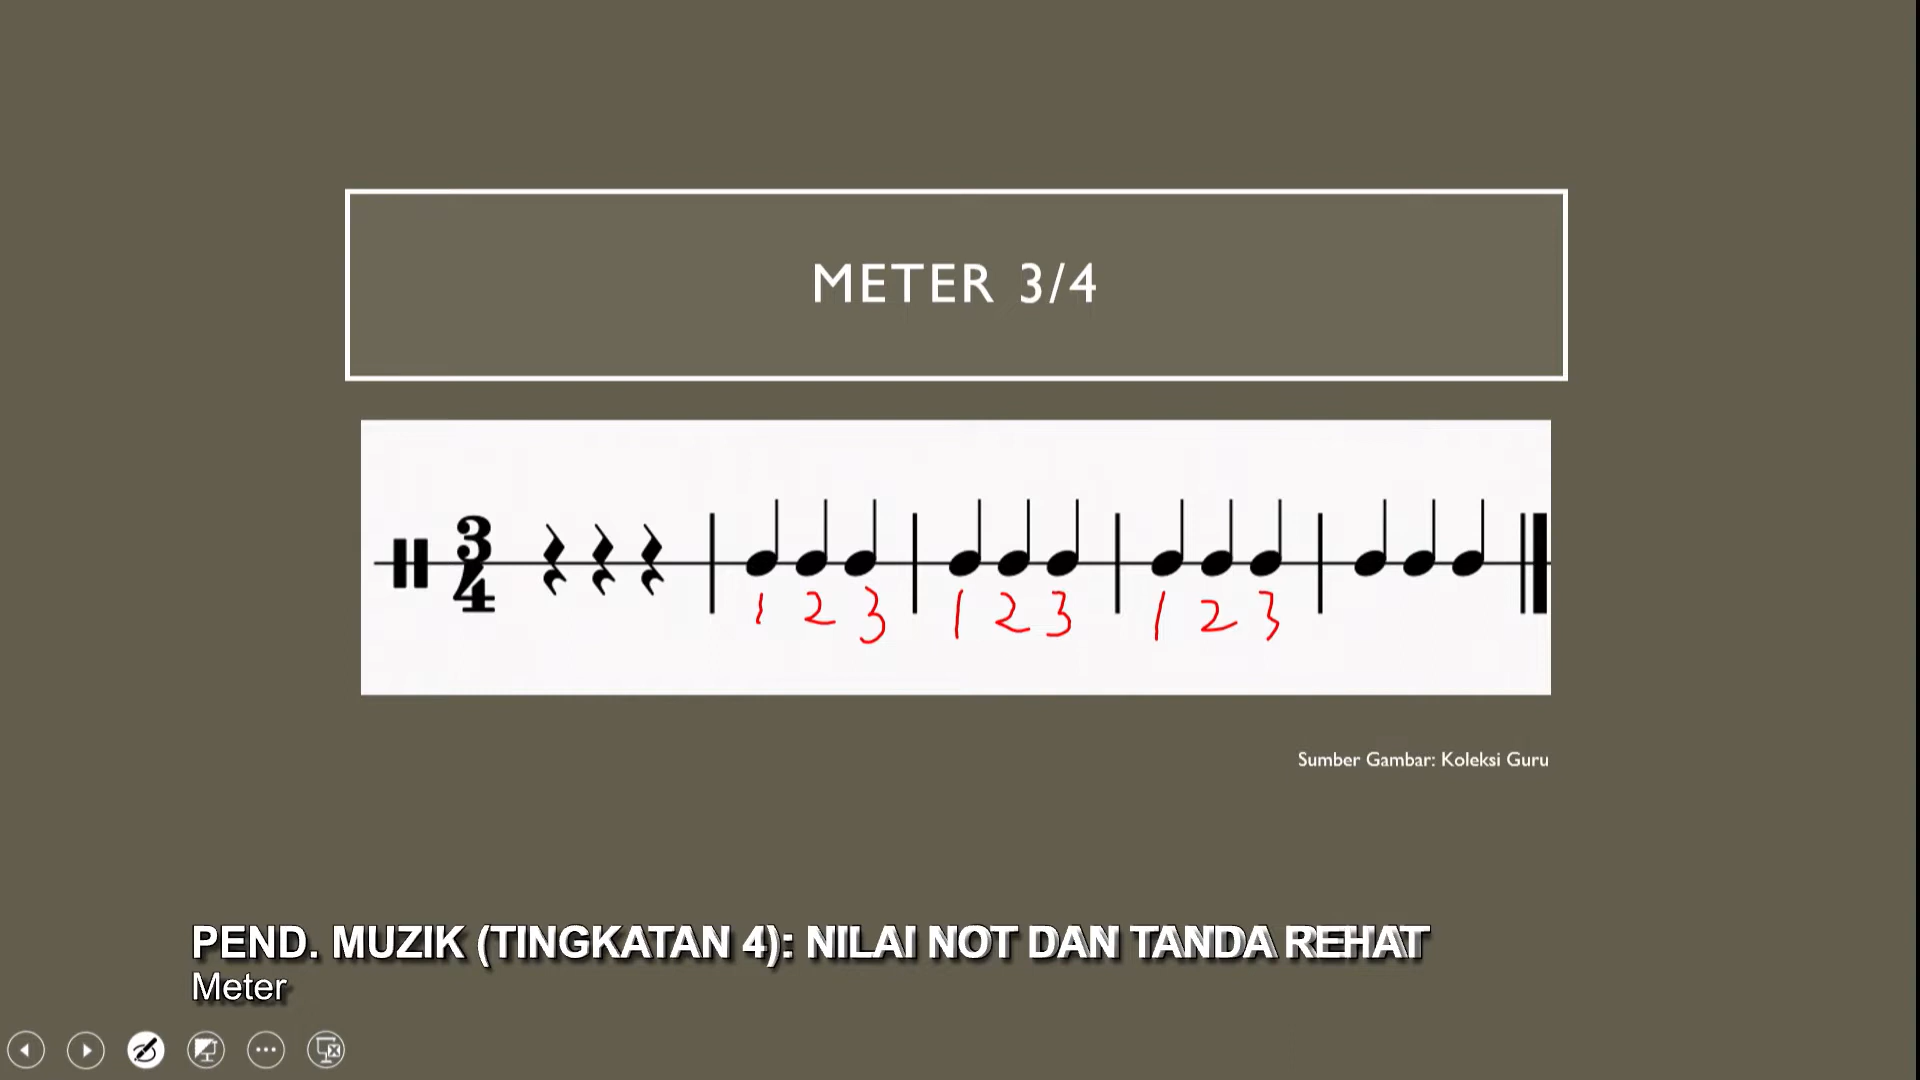 METER 3/4
3
4
1 2 3 1 2 3 1 2 3
Sumber Gambar: Koleksi Guru
PEND. MUZIK (TINGKATAN 4): NILAI NOT DAN TANDA REHAT
Meter